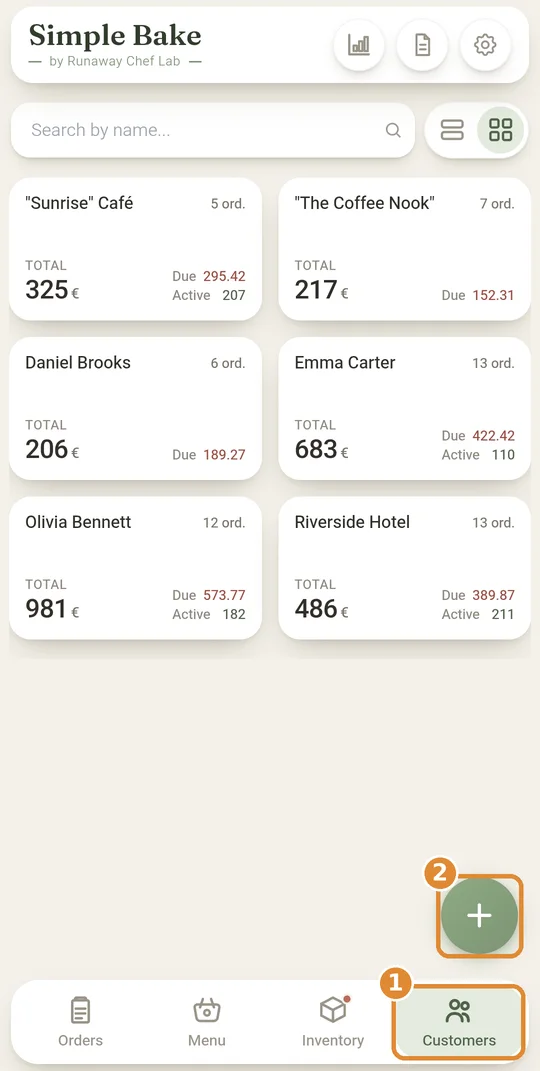 Simple Bake
by Runaway Chef Lab
Search by name...
"Sunrise" Café 5 ord.
TOTAL
325 €
Due 295.42
Active 207
"The Coffee Nook" 7 ord.
TOTAL
217 €
Due 152.31
Daniel Brooks 6 ord.
TOTAL
206 €
Due 189.27
Emma Carter 13 ord.
TOTAL
683 €
Due 422.42
Active 110
Olivia Bennett 12 ord.
TOTAL
981 €
Due 573.77
Active 182
Riverside Hotel 13 ord.
TOTAL
486 €
Due 389.87
Active 211
2
+
1
Orders
Menu
Inventory
Customers